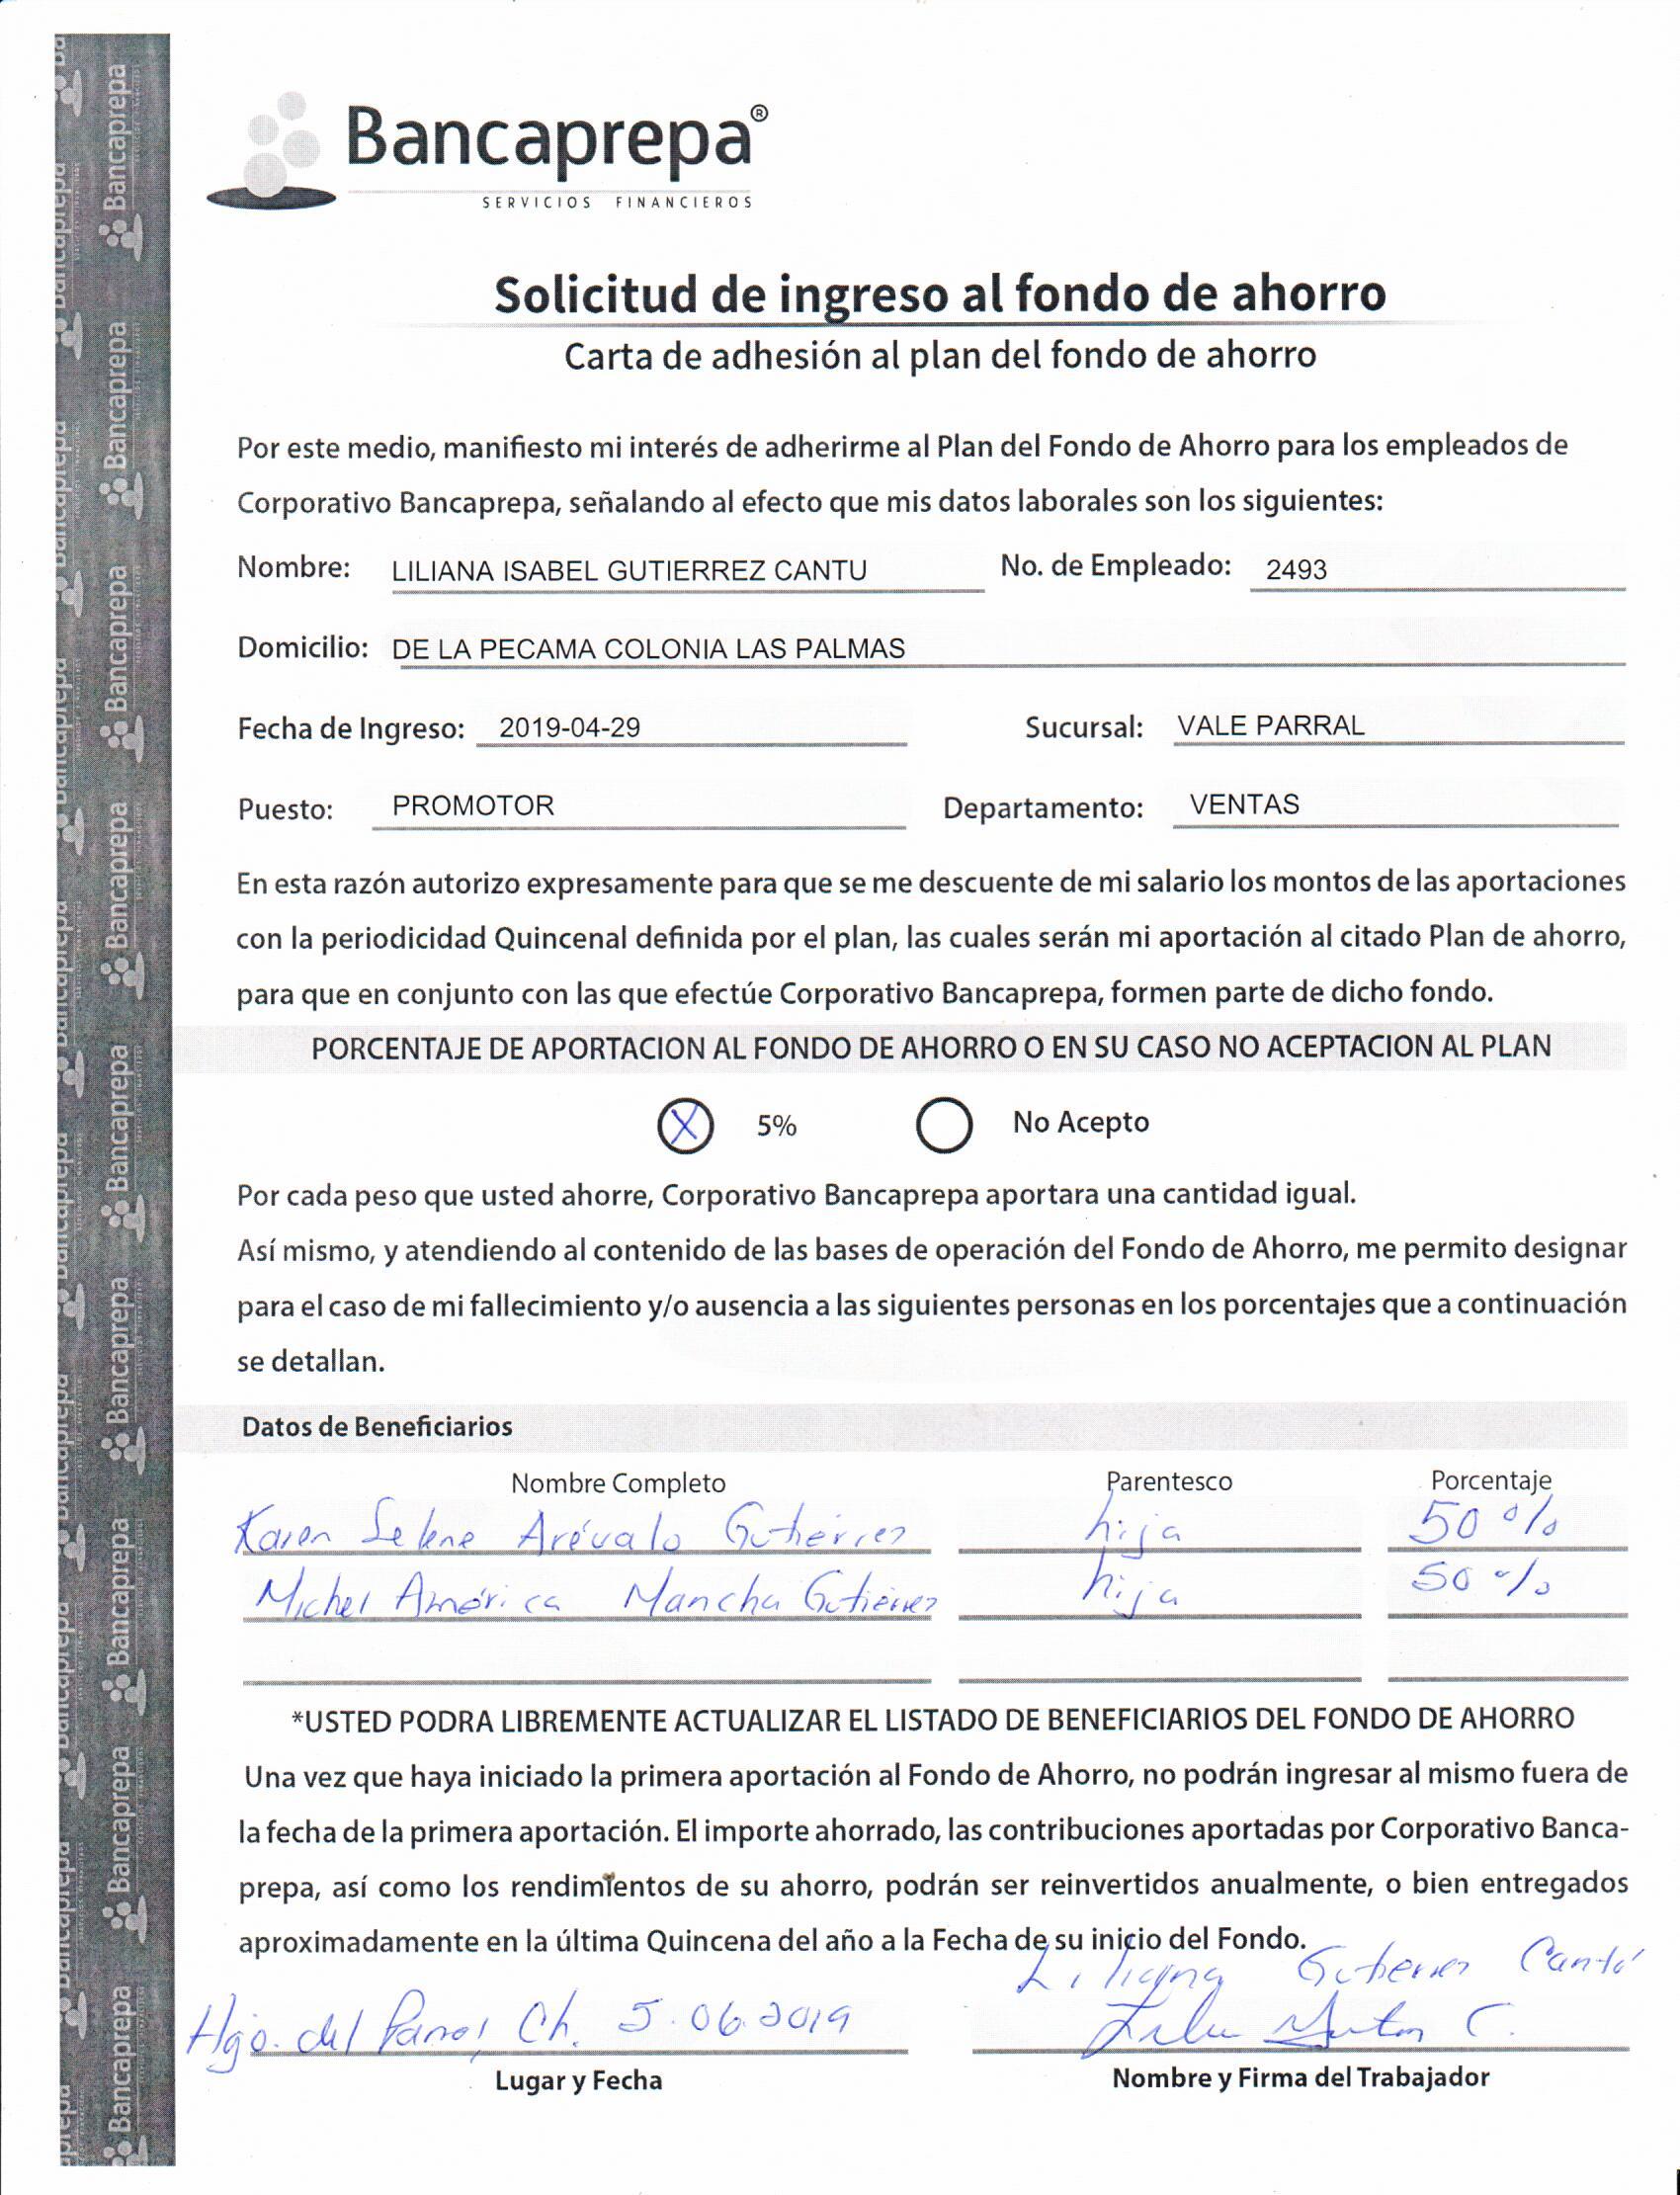 Bancaprepa®
SERVICIOS FINANCIEROS
Solicitud de ingreso al fondo de ahorro
Carta de adhesión al plan del fondo de ahorro
Por este medio, manifiesto mi interés de adherirme al Plan del Fondo de Ahorro para los empleados de
Corporativo Bancaprepa, señalando al efecto que mis datos laborales son los siguientes:
Nombre: LILIANA ISABEL GUTIERREZ CANTU No. de Empleado: 2493
Domicilio: DE LA PECAMA COLONIA LAS PALMAS
Fecha de Ingreso: 2019-04-29 Sucursal: VALE PARRAL
Puesto: PROMOTOR Departamento: VENTAS
En esta razón autorizo expresamente para que se me descuente de mi salario los montos de las aportaciones
con la periodicidad Quincenal definida por el plan, las cuales serán mi aportación al citado Plan de ahorro,
para que en conjunto con las que efectúe Corporativo Bancaprepa, formen parte de dicho fondo.
PORCENTAJE DE APORTACION AL FONDO DE AHORRO O EN SU CASO NO ACEPTACION AL PLAN
X 5% No Acepto
Por cada peso que usted ahorre, Corporativo Bancaprepa aportara una cantidad igual.
Así mismo, y atendiendo al contenido de las bases de operación del Fondo de Ahorro, me permito designar
para el caso de mi fallecimiento y/o ausencia a las siguientes personas en los porcentajes que a continuación
se detallan.
Datos de Beneficiarios
Nombre Completo Parentesco Porcentaje
Karen Selene Arévalo Gutiérrez hija 50%
Michel América Mancha Gutiérrez hija 50%
*USTED PODRA LIBREMENTE ACTUALIZAR EL LISTADO DE BENEFICIARIOS DEL FONDO DE AHORRO
Una vez que haya iniciado la primera aportación al Fondo de Ahorro, no podrán ingresar al mismo fuera de
la fecha de la primera aportación. El importe ahorrado, las contribuciones aportadas por Corporativo Banca-
prepa, así como los rendimientos de su ahorro, podrán ser reinvertidos anualmente, o bien entregados
aproximadamente en la última Quincena del año a la Fecha de su inicio del Fondo.
Liliana Gutierrez Cantú
Hgo. del Parral, Ch. 5.06.2019
Lugar y Fecha Nombre y Firma del Trabajador